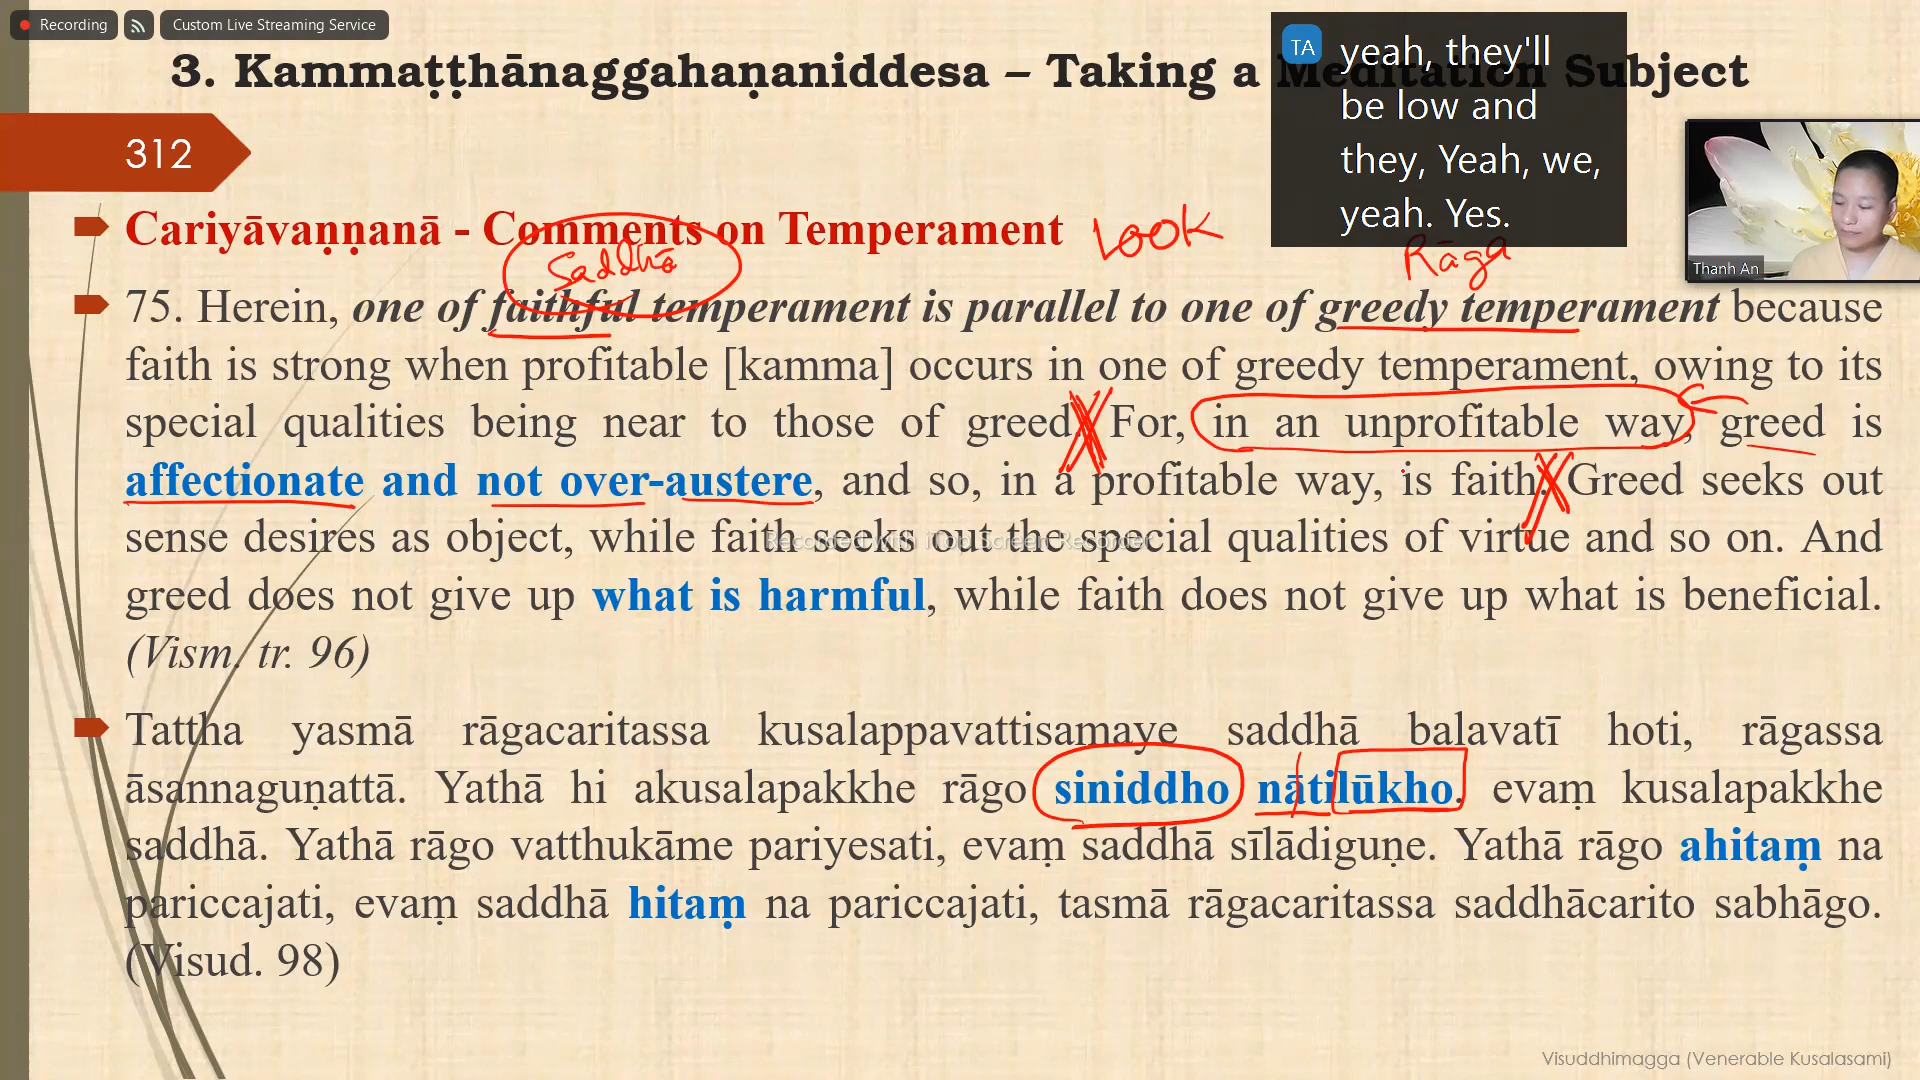 Recording
Custom Live Streaming Service
3. Kammaṭṭhānaggahaṇaniddesa – Taking a Meditation Subject
TA
yeah, they'll
be low and
they, Yeah, we,
yeah. Yes.
312
Thanh An
Cariyāvaṇṇanā - Comments on Temperament
Look
Saddhā
Rāga
75. Herein, one of faithful temperament is parallel to one of greedy temperament because
faith is strong when profitable [kamma] occurs in one of greedy temperament, owing to its
special qualities being near to those of greed. For, in an unprofitable way, greed is
affectionate and not over-austere, and so, in a profitable way, is faith. Greed seeks out
sense desires as object, while faith seeks out the special qualities of virtue and so on. And
Recorded with iTop Screen Recorder
greed does not give up what is harmful, while faith does not give up what is beneficial.
(Vism. tr. 96)
Tattha yasmā rāgacaritassa kusalappavattisamaye saddhā balavatī hoti, rāgassa
āsannaguṇattā. Yathā hi akusalapakkhe rāgo siniddho nātilūkho, evaṃ kusalapakkhe
saddhā. Yathā rāgo vatthukāme pariyesati, evaṃ saddhā sīlādiguṇe. Yathā rāgo ahitaṃ na
pariccajati, evaṃ saddhā hitaṃ na pariccajati, tasmā rāgacaritassa saddhācarito sabhāgo.
(Visud. 98)
Visuddhimagga (Venerable Kusalasami)